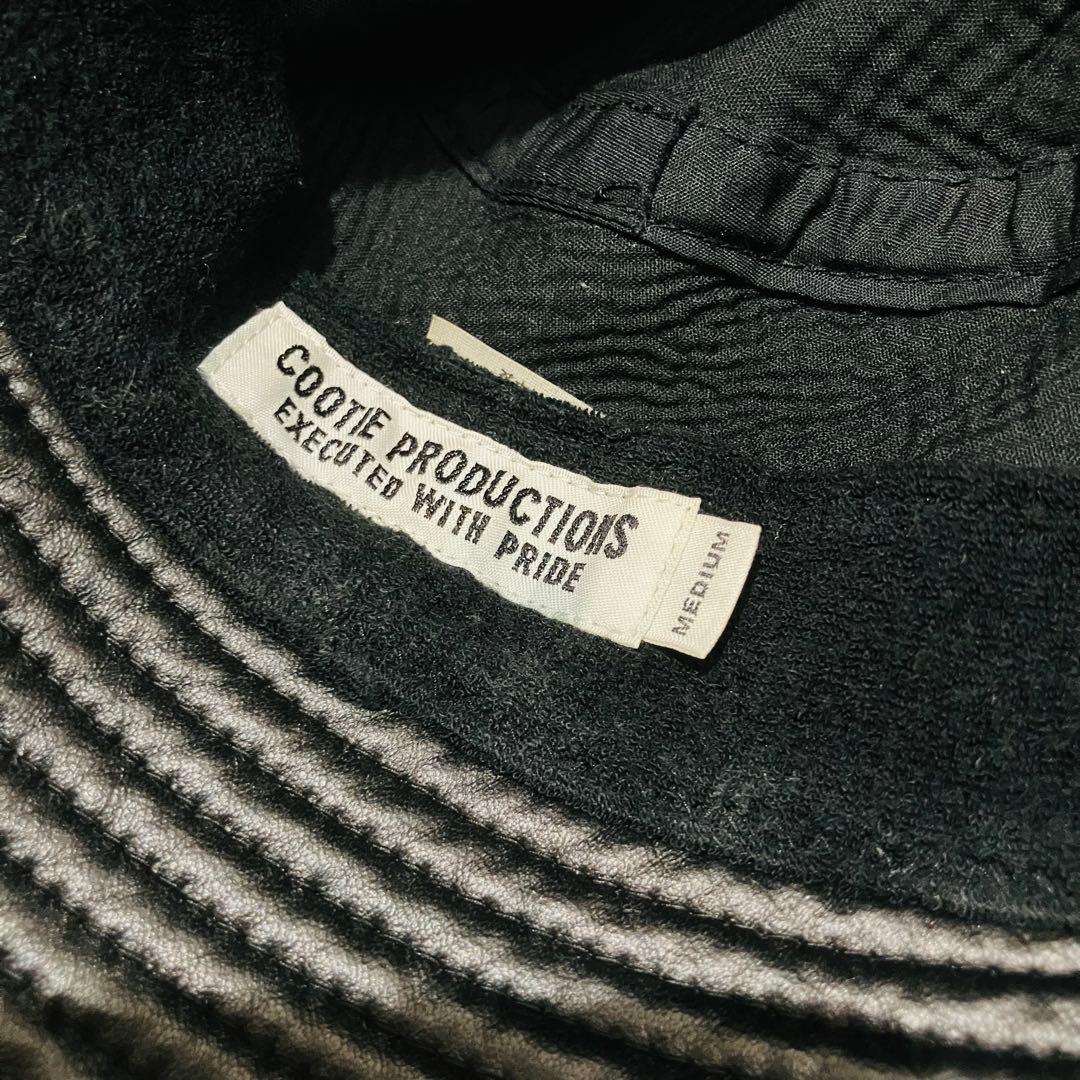 COOTIE PRODUCTIONS
EXECUTED WITH PRIDE
MEDIUM